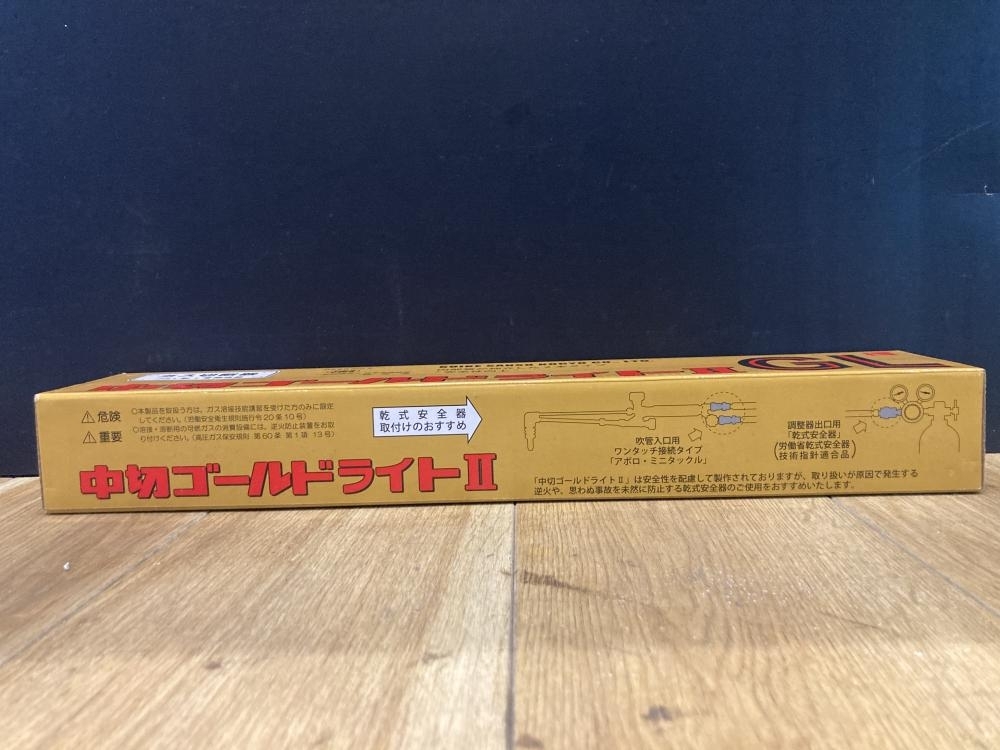 GL
⚠危険
⚠重要
○本製品を取扱う方は、ガス溶接技能講習を受けた方のみに限定
してください。(労働安全衛生規則施行令20条10号)
○溶接・溶断用の可燃ガスの消費設備には、逆火防止装置をお取
り付けください。(高圧ガス保安規則 第60条 第1項 13号)
中切ゴールドライトⅡ
乾式安全器
取付けのおすすめ
吹管入口用
ワンタッチ接続タイプ
「アポロ・ミニタックル」
調整器出口用
「乾式安全器」
(労働省乾式安全器
技術指針適合品)
「中切ゴールドライトⅡ」は安全性を配慮して製作されておりますが、取り扱いが原因で発生する
逆火や、思わぬ事故を未然に防止する乾式安全器のご使用をおすすめいたします。